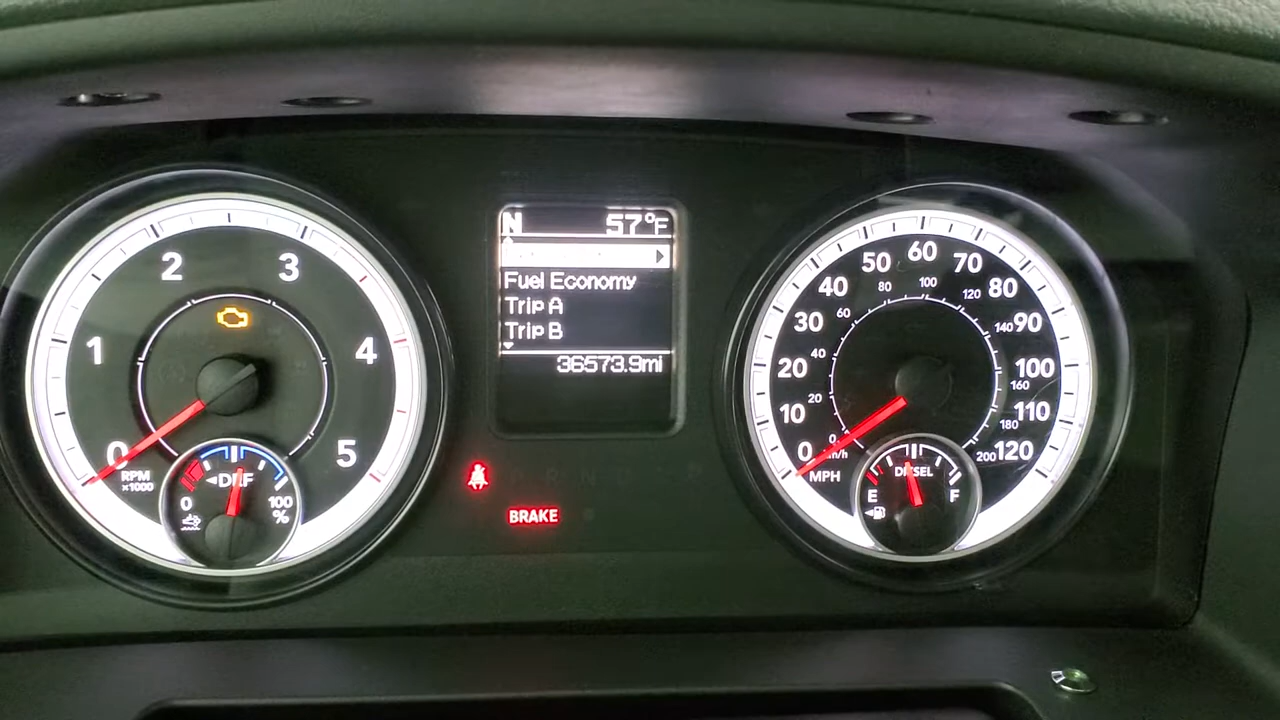 2 3
1 4
0 5
RPM
x1000
DEF
0 100
%
N 57°F
Fuel Economy
Trip A
Trip B
36573.9mi
BRAKE
0 10 20 30 40 50 60 70 80 90 100 110 120
0 20 40 60 80 100 120 140 160 180 200
km/h
MPH
DIESEL
E F